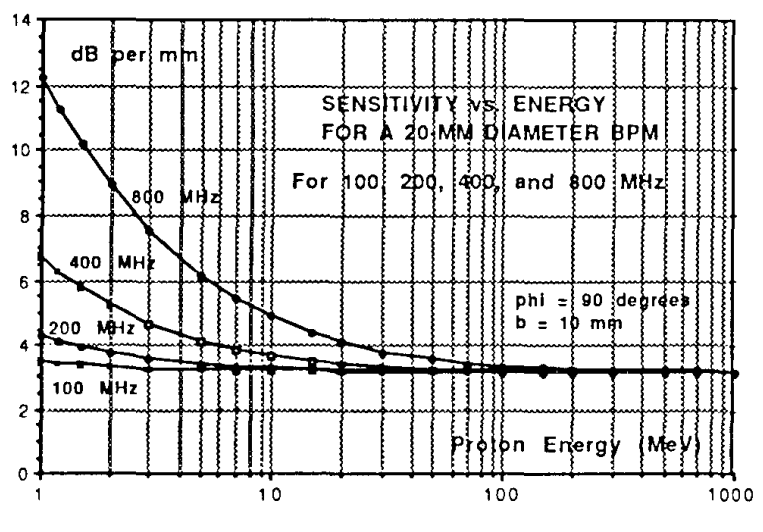 14
dB per mm
12
SENSITIVITY vs. ENERGY
FOR A 20-MM DIAMETER BPM
10
For 100, 200, 400, and 800 MHz
800 MHz
8
400 MHz
6
phi = 90 degrees
b = 10 mm
200 MHz
4
100 MHz
2
Proton Energy (MeV)
0
1 10 100 1000